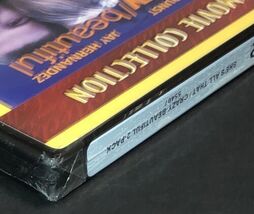 MOVIE COLLECTION
/beautiful
JAY HERNANDEZ
SHE'S ALL THAT / CRAZY BEAUTIFUL 2-PACK